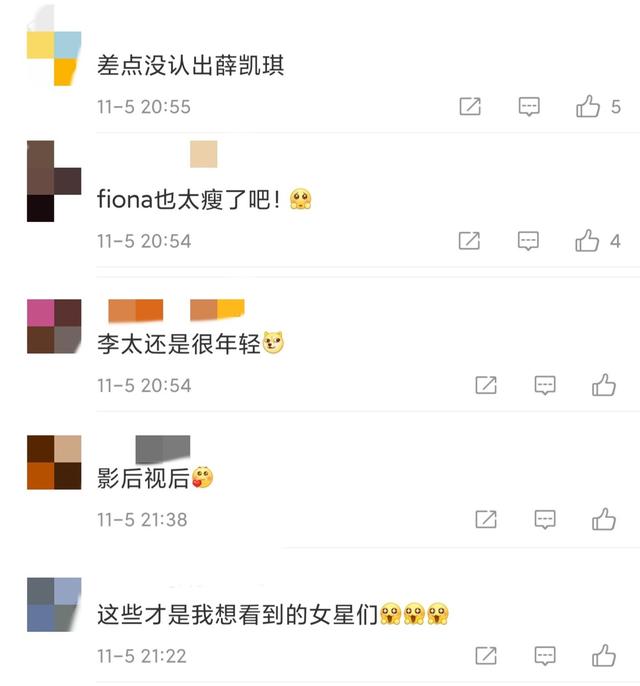 差点没认出薛凯琪
11-5 20:55
5
fiona也太瘦了吧！
11-5 20:54
4
李太还是很年轻
11-5 20:54
影后视后
11-5 21:38
这些才是我想看到的女星们
11-5 21:22